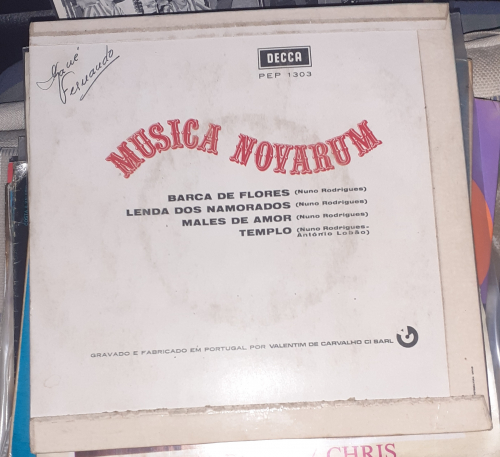 Fernando
DECCA
PEP 1303
MUSICA NOVARUM
BARCA DE FLORES (Nuno Rodrigues)
LENDA DOS NAMORADOS (Nuno Rodrigues)
MALES DE AMOR (Nuno Rodrigues)
TEMPLO (Nuno Rodrigues-
António Lobão)
GRAVADO E FABRICADO EM PORTUGAL POR VALENTIM DE CARVALHO CI SARL
CHRIS